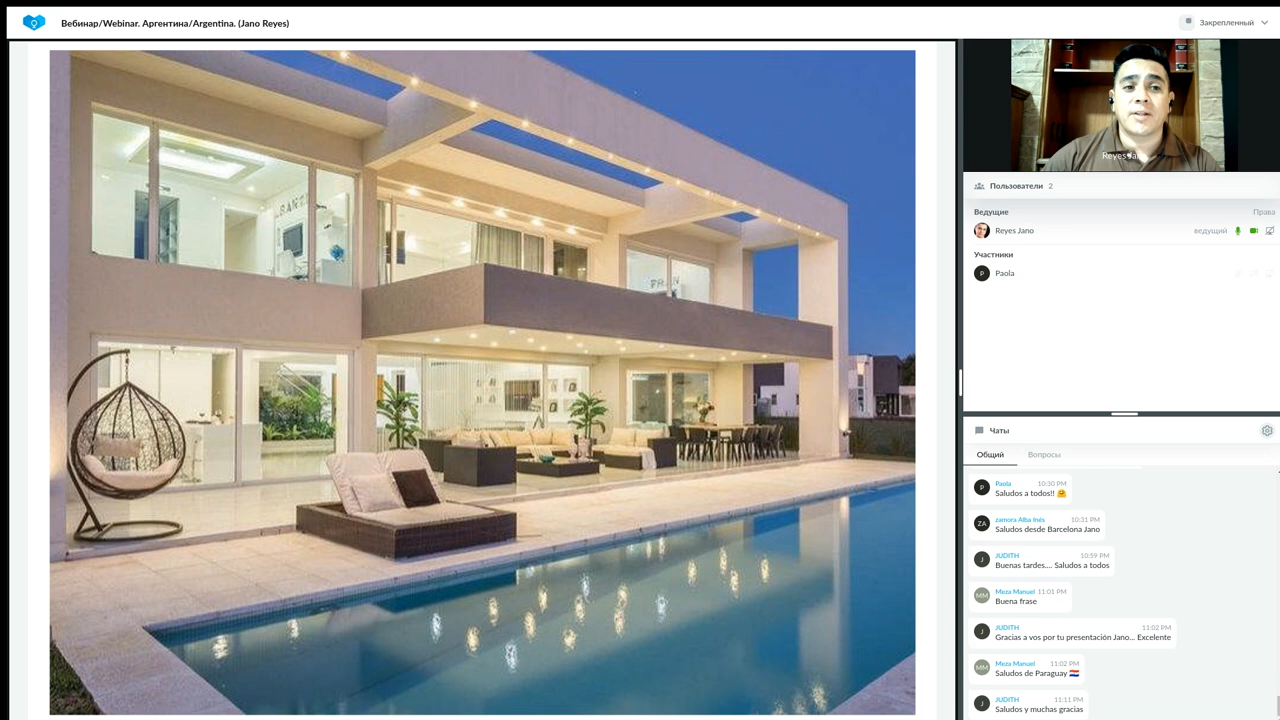 Вебинар/Webinar. Аргентина/Argentina. (Jano Reyes)
Закрепленный
Пользователи 2
Ведущие Права
Reyes Jano ведущий
Участники
P Paola
Чаты
Общий Вопросы
P Paola 10:30 PM
Saludos a todos!! 🤗
ZA zamora Alba Inés 10:31 PM
Saludos desde Barcelona Jano
J JUDITH 10:59 PM
Buenas tardes.... Saludos a todos
MM Meza Manuel 11:01 PM
Buena frase
J JUDITH 11:02 PM
Gracias a vos por tu presentación Jano... Excelente
MM Meza Manuel 11:02 PM
Saludos de Paraguay 🇵🇾
J JUDITH 11:11 PM
Saludos y muchas gracias